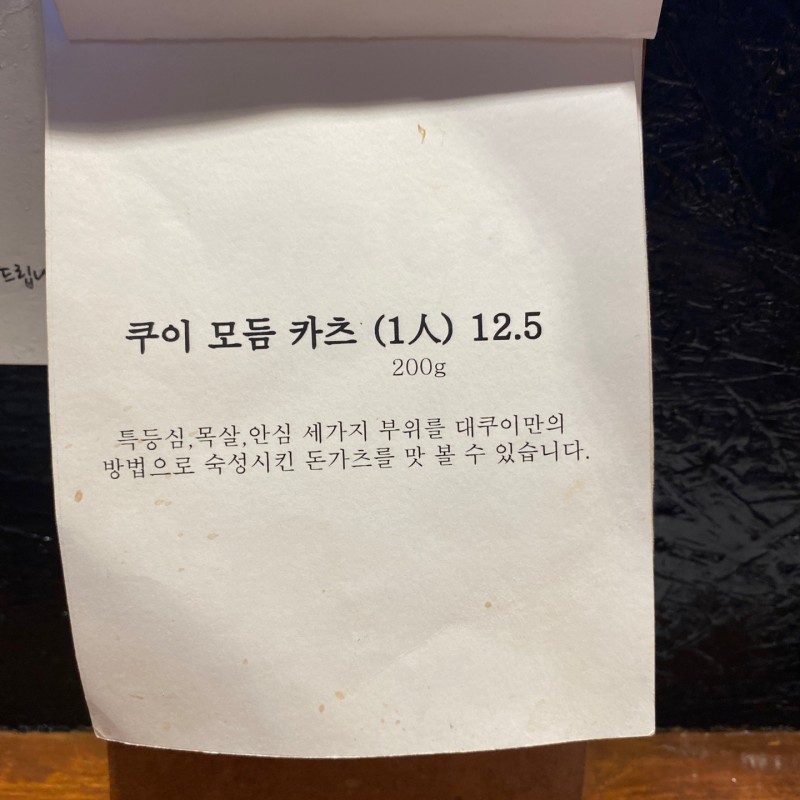 쿠이 모듬 카츠 (1人) 12.5
200g
특등심,목살,안심 세가지 부위를 대쿠이만의
방법으로 숙성시킨 돈가츠를 맛 볼 수 있습니다.